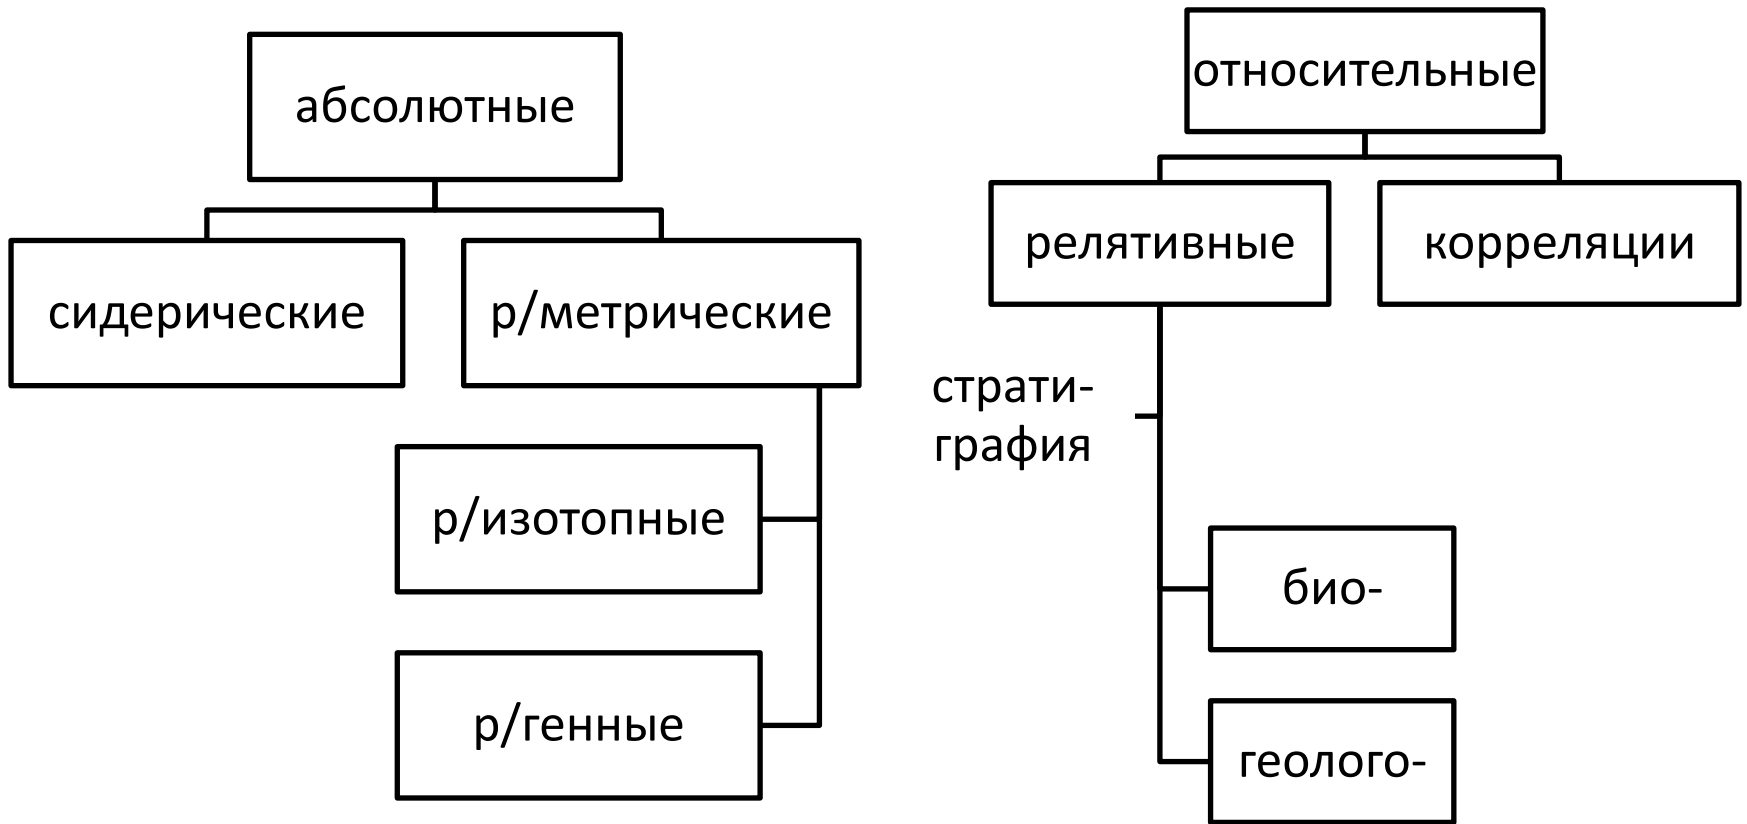 абсолютные
сидерические
р/метрические
р/изотопные
р/генные
относительные
релятивные
корреляции
страти-
графия
био-
геолого-